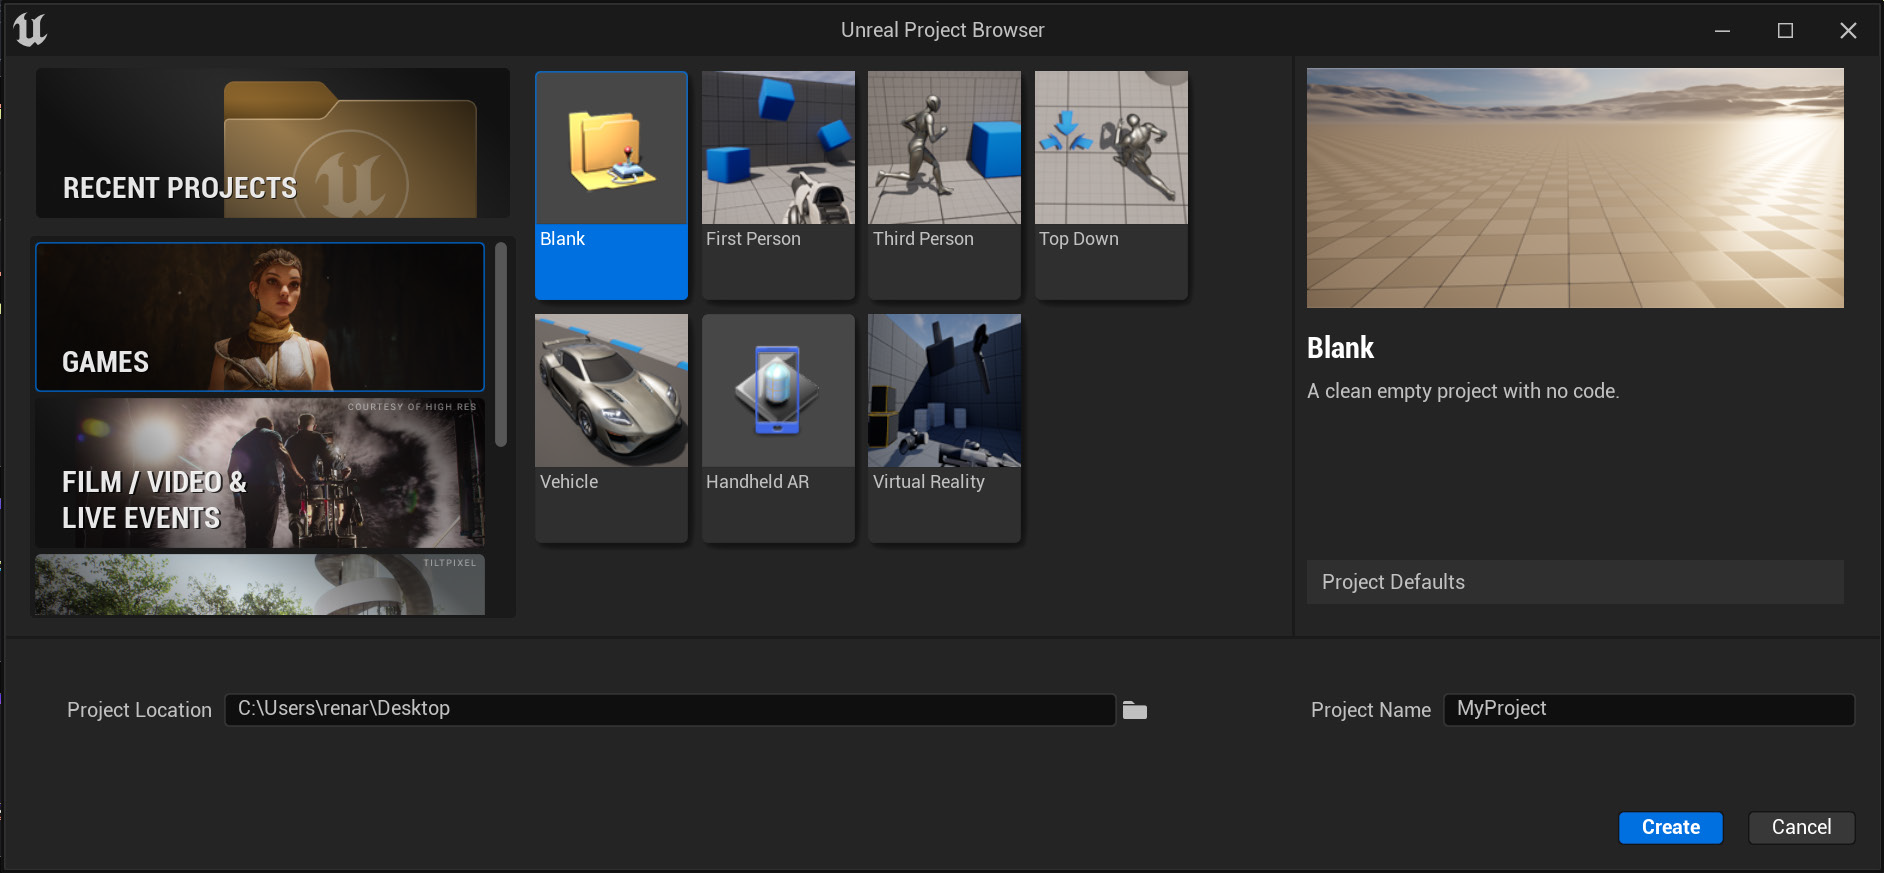 Unreal Project Browser
RECENT PROJECTS
GAMES
COURTESY OF HIGH RES
FILM / VIDEO &
LIVE EVENTS
TILTPIXEL
Blank
First Person
Third Person
Top Down
Vehicle
Handheld AR
Virtual Reality
Blank
A clean empty project with no code.
Project Defaults
Project Location
C:\Users\renar\Desktop
Project Name
MyProject
Create
Cancel